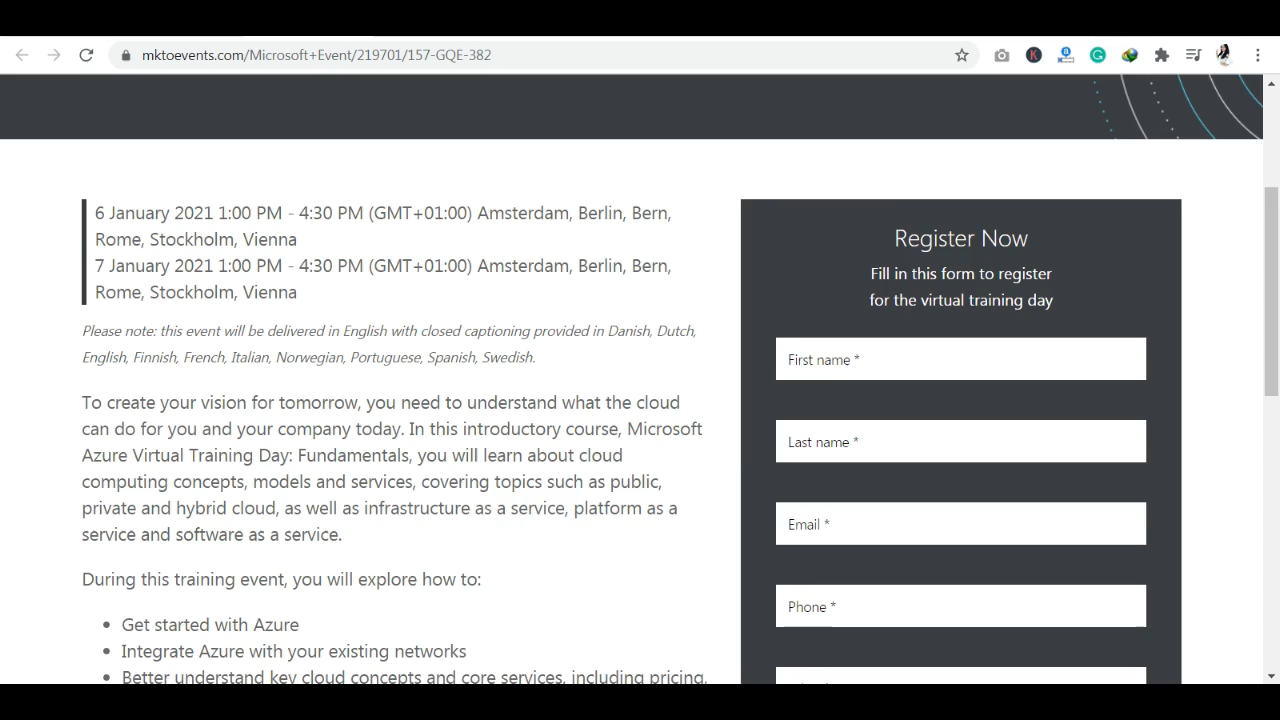 mktoevents.com/Microsoft+Event/219701/157-GQE-382
6 January 2021 1:00 PM - 4:30 PM (GMT+01:00) Amsterdam, Berlin, Bern,
Rome, Stockholm, Vienna
7 January 2021 1:00 PM - 4:30 PM (GMT+01:00) Amsterdam, Berlin, Bern,
Rome, Stockholm, Vienna
Please note: this event will be delivered in English with closed captioning provided in Danish, Dutch,
English, Finnish, French, Italian, Norwegian, Portuguese, Spanish, Swedish.
To create your vision for tomorrow, you need to understand what the cloud
can do for you and your company today. In this introductory course, Microsoft
Azure Virtual Training Day: Fundamentals, you will learn about cloud
computing concepts, models and services, covering topics such as public,
private and hybrid cloud, as well as infrastructure as a service, platform as a
service and software as a service.
During this training event, you will explore how to:
• Get started with Azure
• Integrate Azure with your existing networks
• Better understand key cloud concepts and core services, including pricing,
Register Now
Fill in this form to register
for the virtual training day
First name *
Last name *
Email *
Phone *